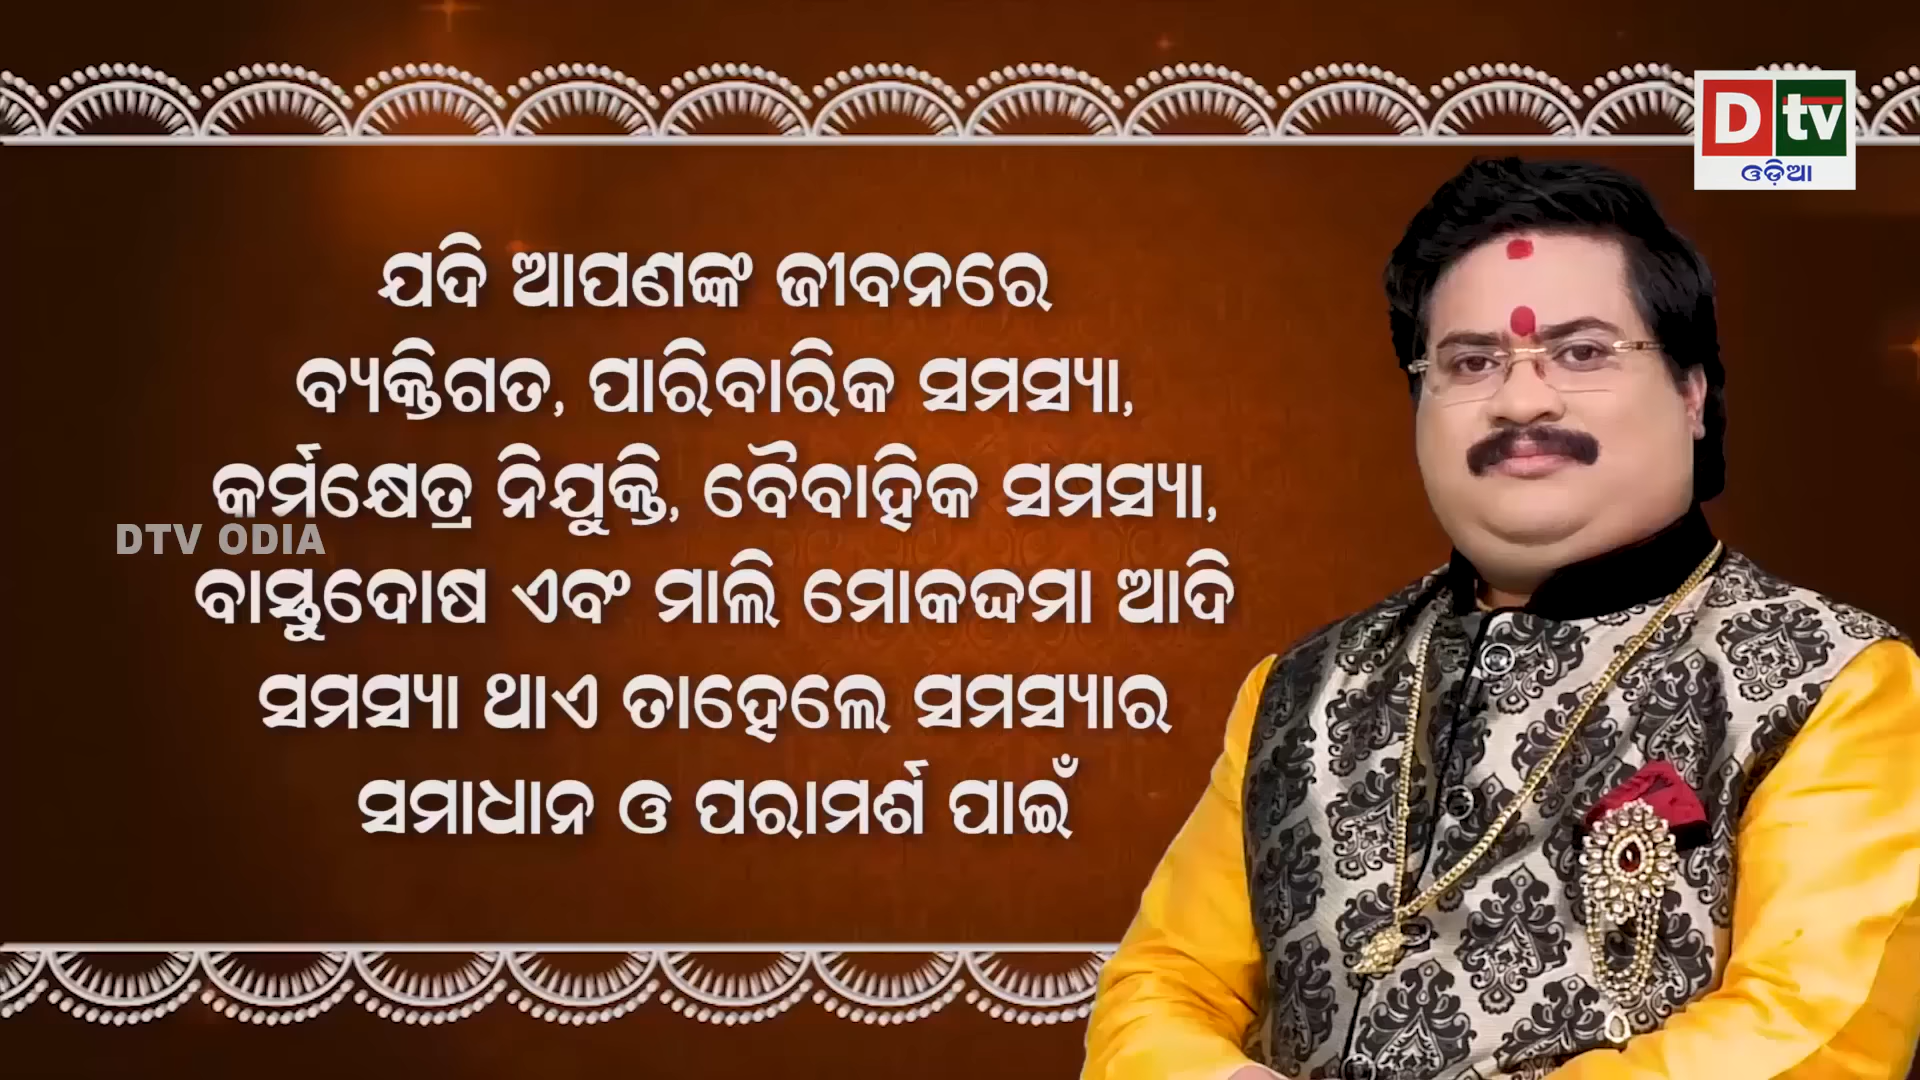 D tv
ଓଡ଼ିଆ
ଯଦି ଆପଣଙ୍କ ଜୀବନରେ
ବ୍ୟକ୍ତିଗତ, ପାରିବାରିକ ସମସ୍ୟା,
କର୍ମକ୍ଷେତ୍ର ନିଯୁକ୍ତି, ବୈବାହିକ ସମସ୍ୟା,
DTV ODIA
ବାସ୍ତୁଦୋଷ ଏବଂ ମାଲି ମୋକଦ୍ଦମା ଆଦି
ସମସ୍ୟା ଥାଏ ତାହେଲେ ସମସ୍ୟାର
ସମାଧାନ ଓ ପରାମର୍ଶ ପାଇଁ